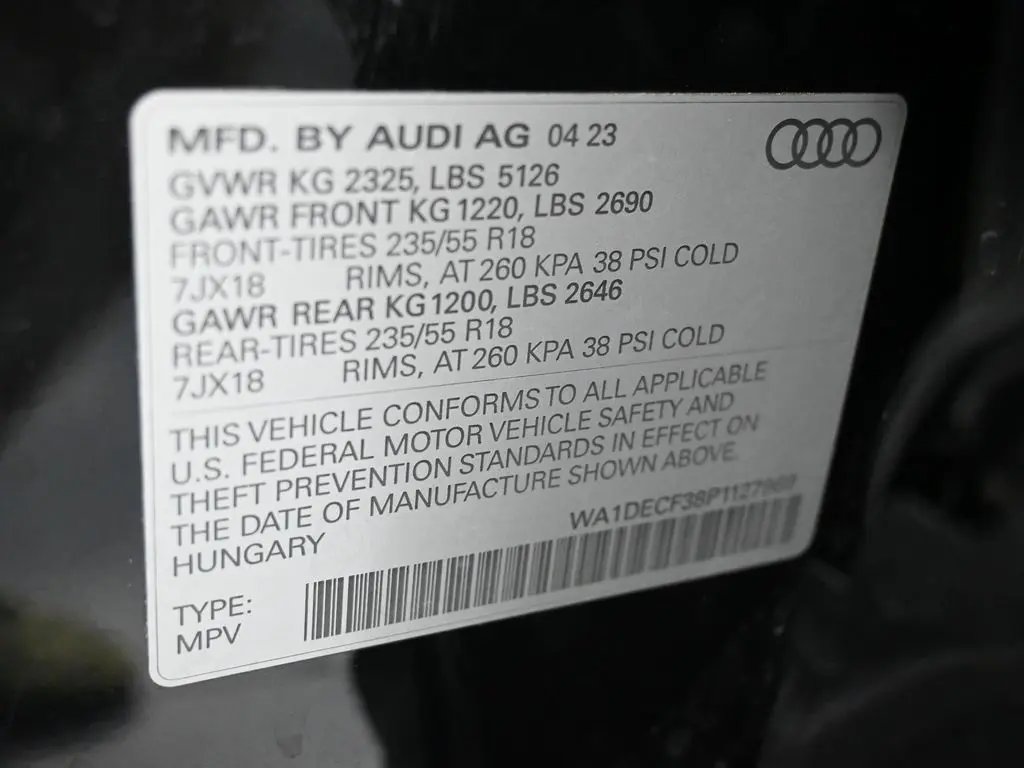 MFD. BY AUDI AG 04 23
GVWR KG 2325, LBS 5126
GAWR FRONT KG 1220, LBS 2690
FRONT-TIRES 235/55 R18
7JX18 RIMS, AT 260 KPA 38 PSI COLD
GAWR REAR KG 1200, LBS 2646
REAR-TIRES 235/55 R18
7JX18 RIMS, AT 260 KPA 38 PSI COLD
THIS VEHICLE CONFORMS TO ALL APPLICABLE
U.S. FEDERAL MOTOR VEHICLE SAFETY AND
THEFT PREVENTION STANDARDS IN EFFECT ON
THE DATE OF MANUFACTURE SHOWN ABOVE.
HUNGARY
TYPE:
MPV